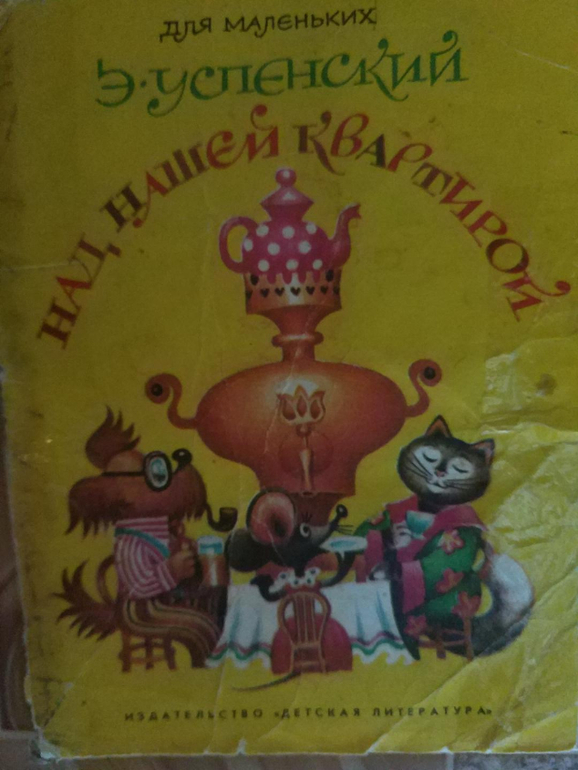 ДЛЯ МАЛЕНЬКИХ
Э. УСПЕНСКИЙ
НАД НАШЕЙ КВАРТИРОЙ
ИЗДАТЕЛЬСТВО «ДЕТСКАЯ ЛИТЕРАТУРА»